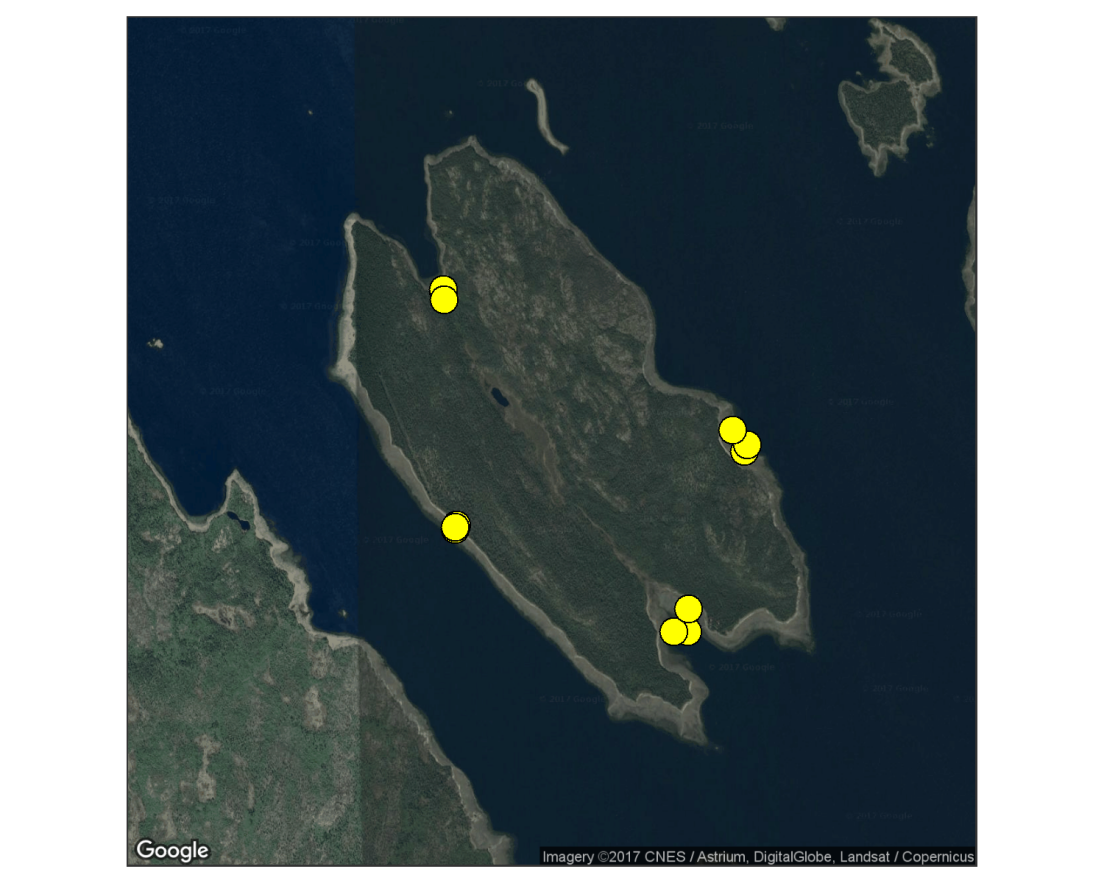 Google
Imagery ©2017 CNES / Astrium, DigitalGlobe, Landsat / Copernicus